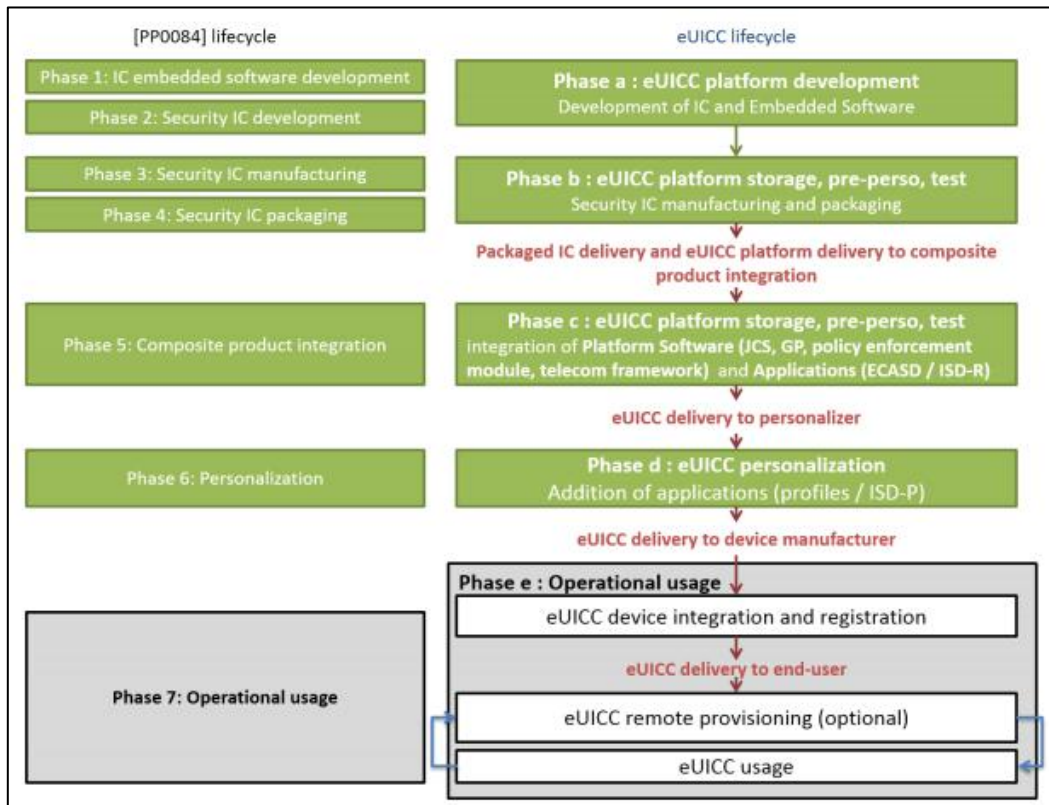 [PP0084] lifecycle
eUICC lifecycle
Phase 1: IC embedded software development
Phase 2: Security IC development
Phase a : eUICC platform development
Development of IC and Embedded Software
Phase 3: Security IC manufacturing
Phase 4: Security IC packaging
Phase b : eUICC platform storage, pre-perso, test
Security IC manufacturing and packaging
Packaged IC delivery and eUICC platform delivery to composite
product integration
Phase 5: Composite product integration
Phase c : eUICC platform storage, pre-perso, test
integration of Platform Software (JCS, GP, policy enforcement
module, telecom framework) and Applications (ECASD / ISD-R)
eUICC delivery to personalizer
Phase 6: Personalization
Phase d : eUICC personalization
Addition of applications (profiles / ISD-P)
eUICC delivery to device manufacturer
Phase 7: Operational usage
Phase e : Operational usage
eUICC device integration and registration
eUICC delivery to end-user
eUICC remote provisioning (optional)
eUICC usage